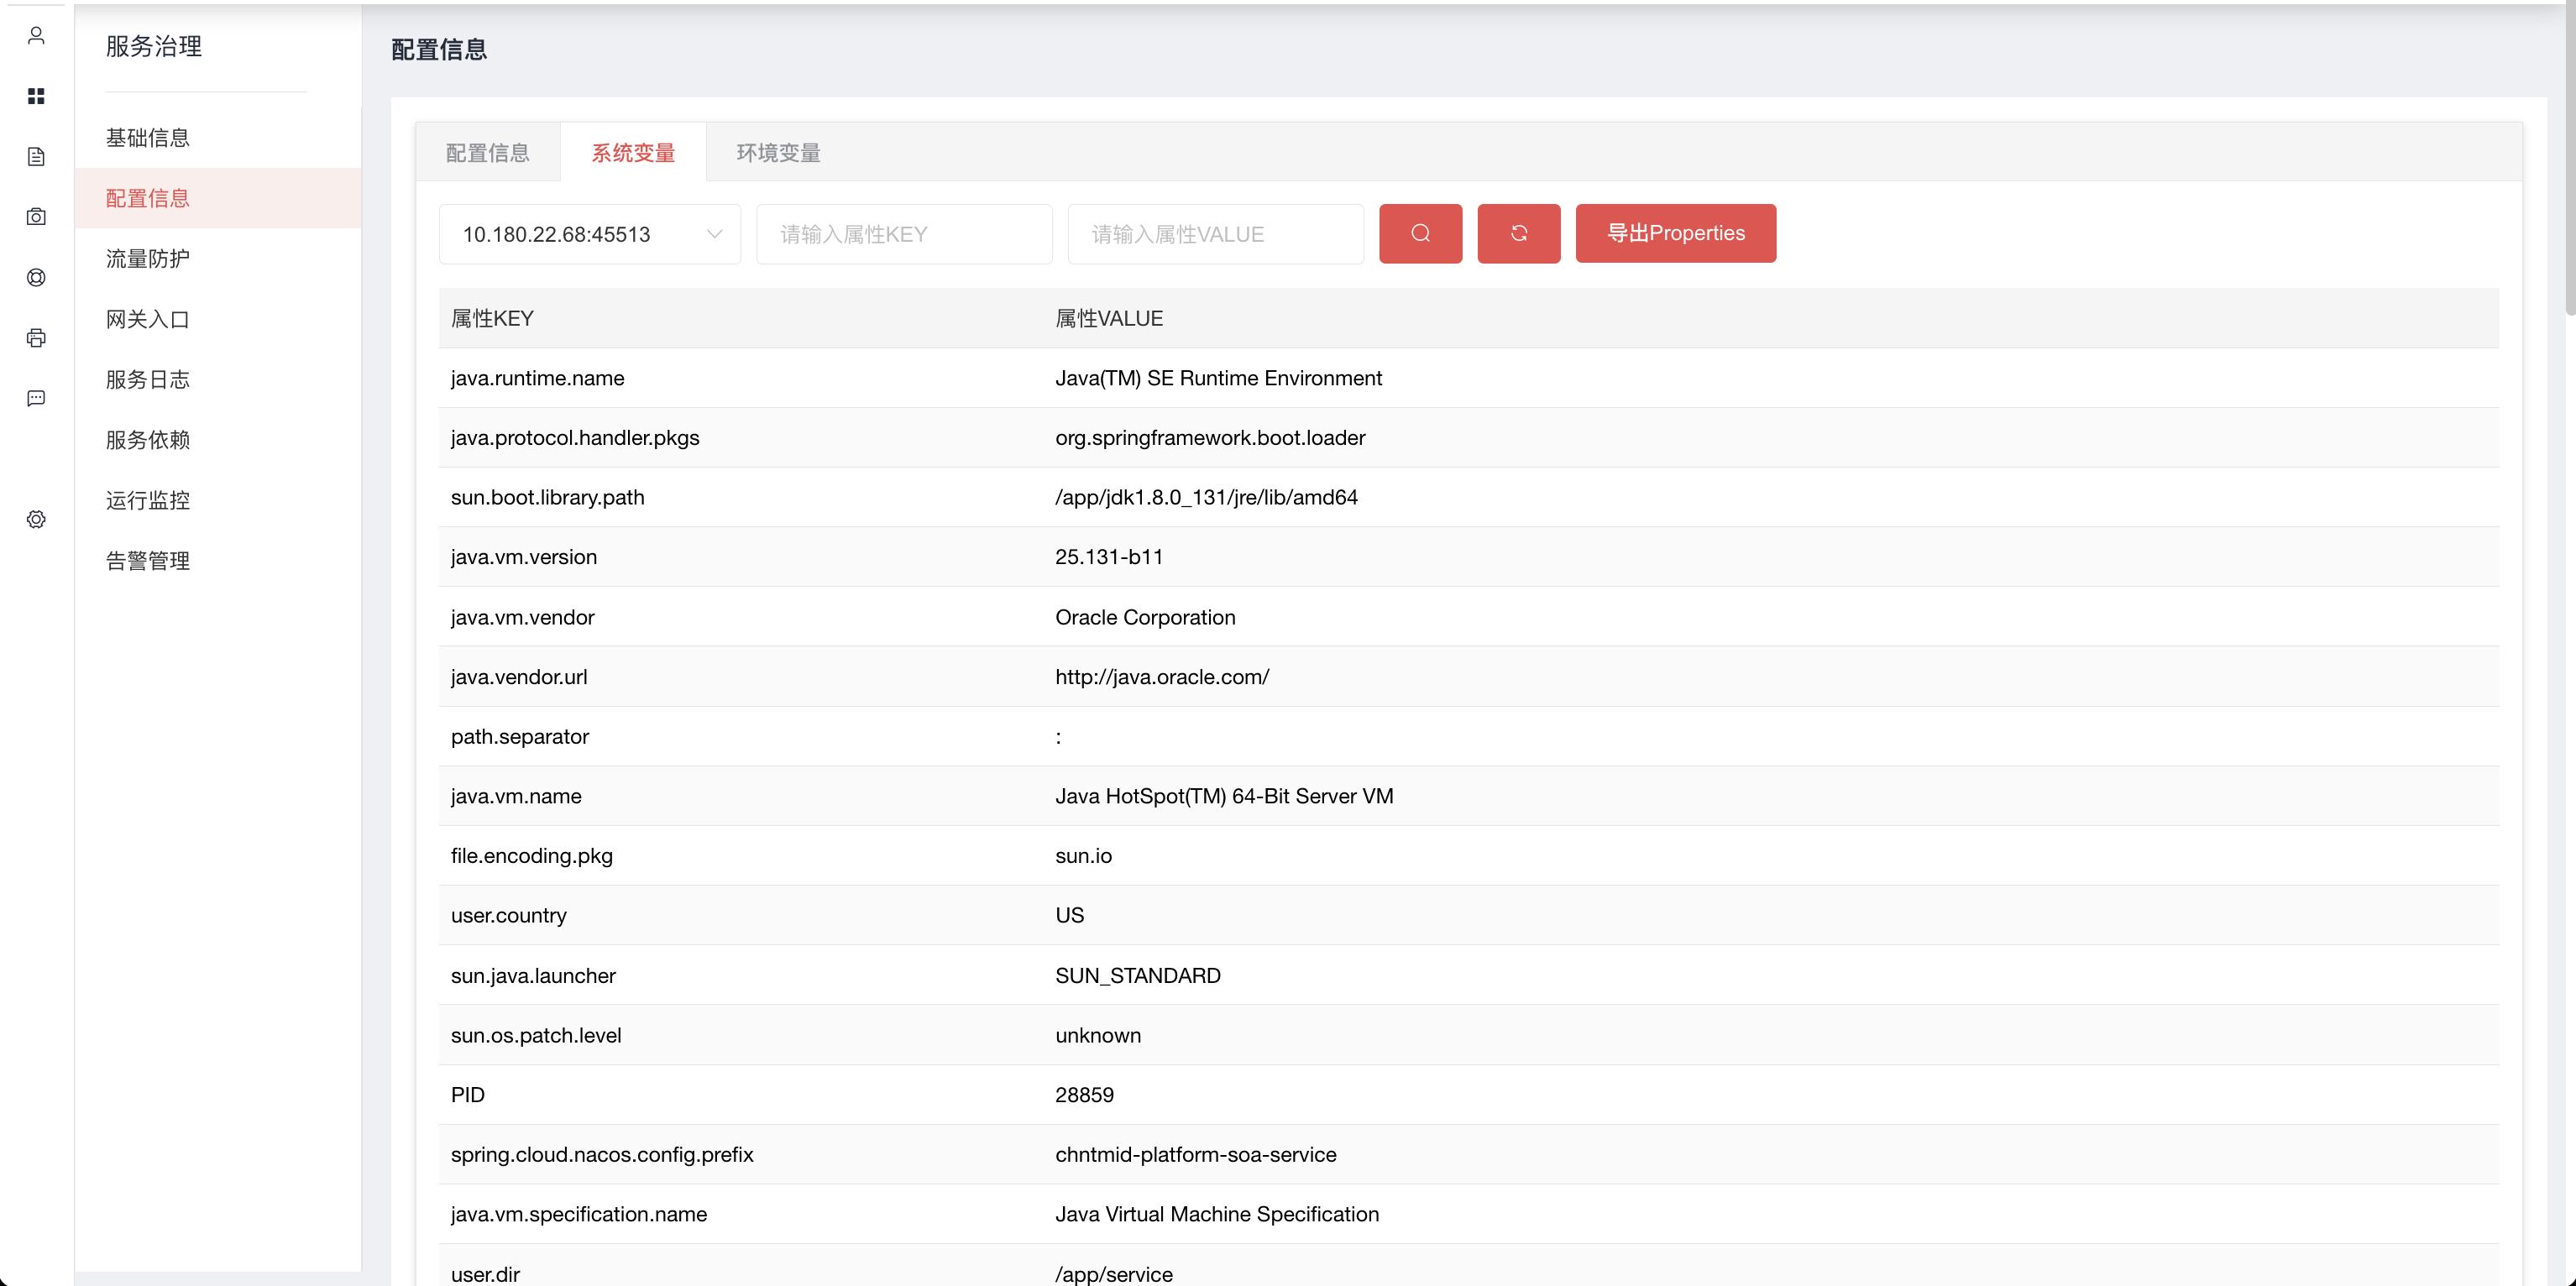 服务治理
基础信息
配置信息
流量防护
网关入口
服务日志
服务依赖
运行监控
告警管理
配置信息
配置信息 系统变量 环境变量
10.180.22.68:45513 请输入属性KEY 请输入属性VALUE 导出Properties
属性KEY 属性VALUE
java.runtime.name Java(TM) SE Runtime Environment
java.protocol.handler.pkgs org.springframework.boot.loader
sun.boot.library.path /app/jdk1.8.0_131/jre/lib/amd64
java.vm.version 25.131-b11
java.vm.vendor Oracle Corporation
java.vendor.url http://java.oracle.com/
path.separator :
java.vm.name Java HotSpot(TM) 64-Bit Server VM
file.encoding.pkg sun.io
user.country US
sun.java.launcher SUN_STANDARD
sun.os.patch.level unknown
PID 28859
spring.cloud.nacos.config.prefix chntmid-platform-soa-service
java.vm.specification.name Java Virtual Machine Specification
user.dir /app/service